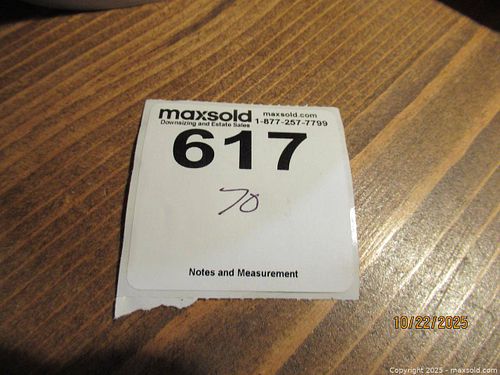 maxsold maxsold.com
Downsizing and Estate Sales 1-877-257-7799
617
70
Notes and Measurement
10/22/2025
Copyright 2025 - maxsold.com